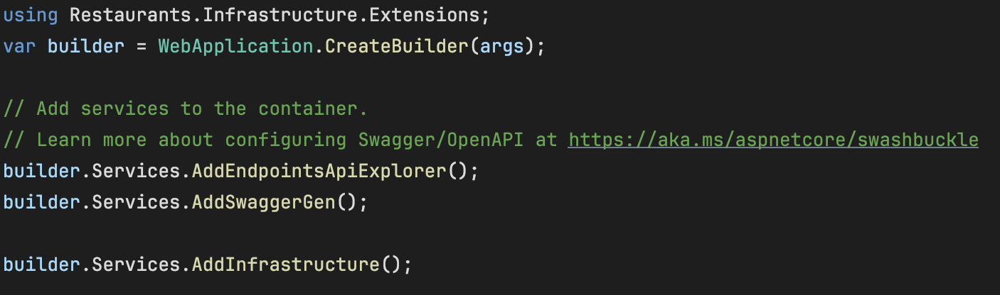 using Restaurants.Infrastructure.Extensions;
var builder = WebApplication.CreateBuilder(args);
// Add services to the container.
// Learn more about configuring Swagger/OpenAPI at https://aka.ms/aspnetcore/swashbuckle
builder.Services.AddEndpointsApiExplorer();
builder.Services.AddSwaggerGen();
builder.Services.AddInfrastructure();